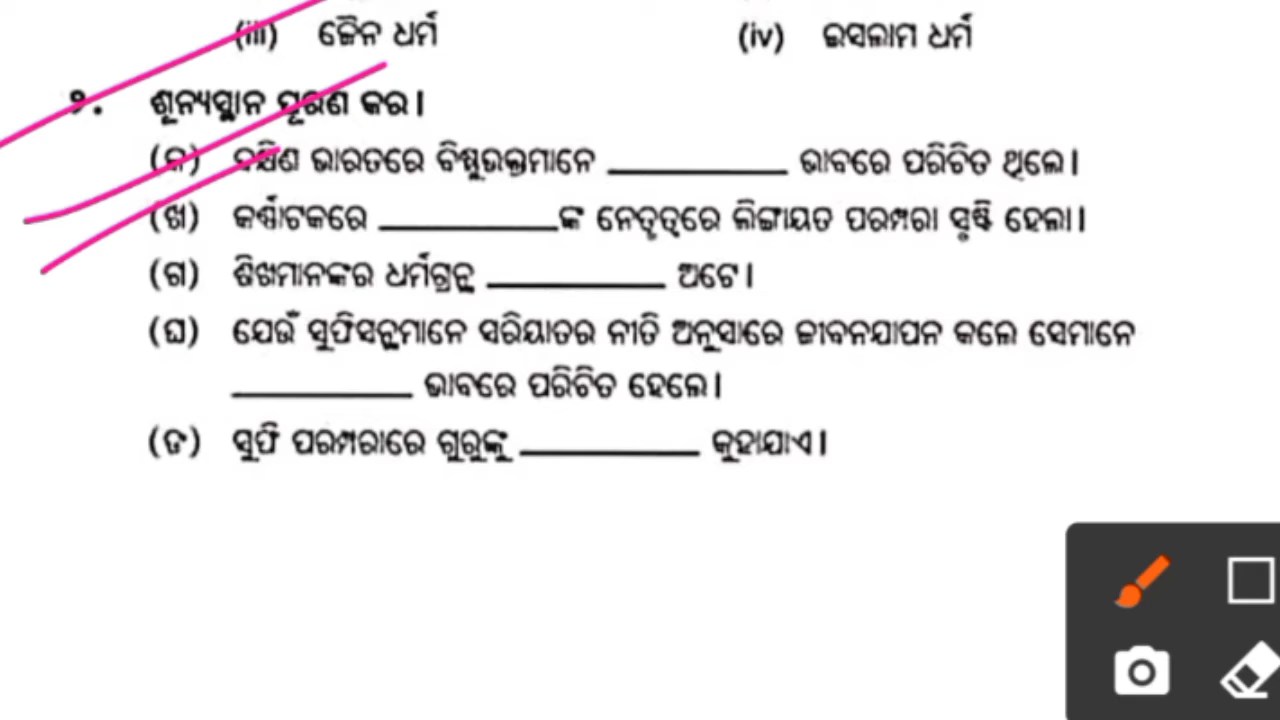 (iii) ଜୈନ ଧର୍ମ (iv) ଇସଲାମ ଧର୍ମ
୨. ଶୂନ୍ୟସ୍ଥାନ ପୂରଣ କର।
(କ) ଦକ୍ଷିଣ ଭାରତରେ ବିଷ୍ଣୁଭକ୍ତମାନେ __________ ଭାବରେ ପରିଚିତ ଥିଲେ।
(ଖ) କର୍ଣ୍ଣାଟକରେ __________ଙ୍କ ନେତୃତ୍ୱରେ ଲିଙ୍ଗାୟତ ପରମ୍ପରା ସୃଷ୍ଟି ହେଲା।
(ଗ) ଶିଖମାନଙ୍କର ଧର୍ମଗ୍ରନ୍ଥ __________ ଅଟେ।
(ଘ) ଯେଉଁ ସୁଫିସନ୍ଥମାନେ ସରିୟାତର ନୀତି ଅନୁସାରେ ଜୀବନଯାପନ କଲେ ସେମାନେ
__________ ଭାବରେ ପରିଚିତ ହେଲେ।
(ଙ) ସୁଫି ପରମ୍ପରାରେ ଗୁରୁଙ୍କୁ __________ କୁହାଯାଏ।